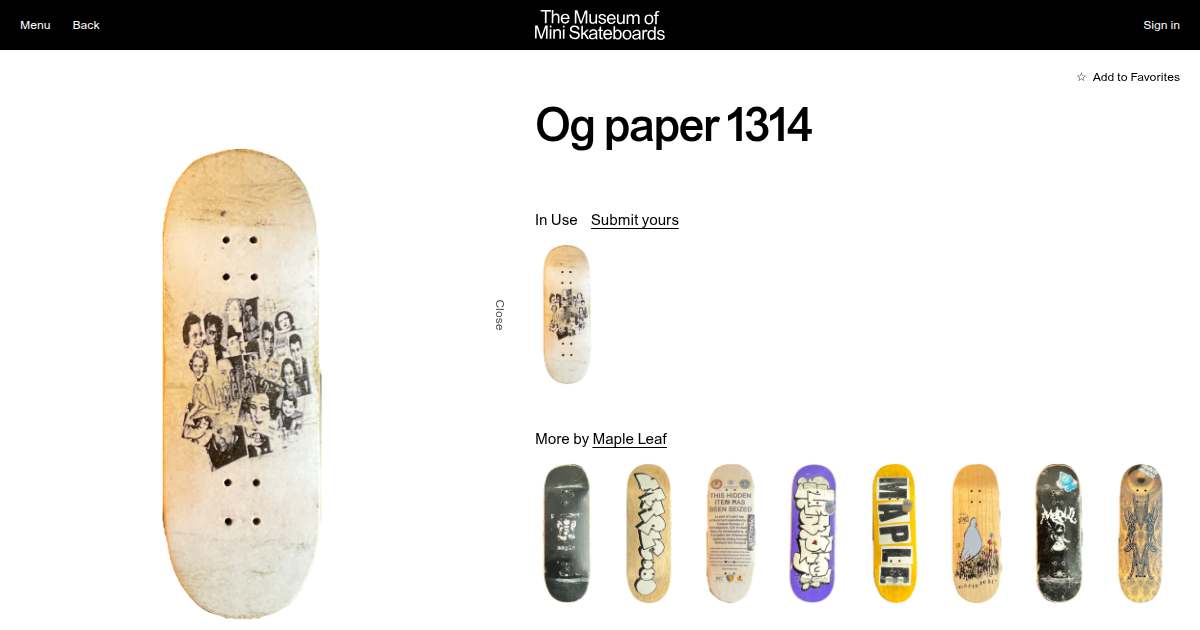 Menu
Back
The Museum of
Mini Skateboards
Sign in
☆ Add to Favorites
Og paper 1314
In Use
Submit yours
Close
More by Maple Leaf
THIS HIDDEN
ITEM HAS
BEEN SEIZED
MAPLE